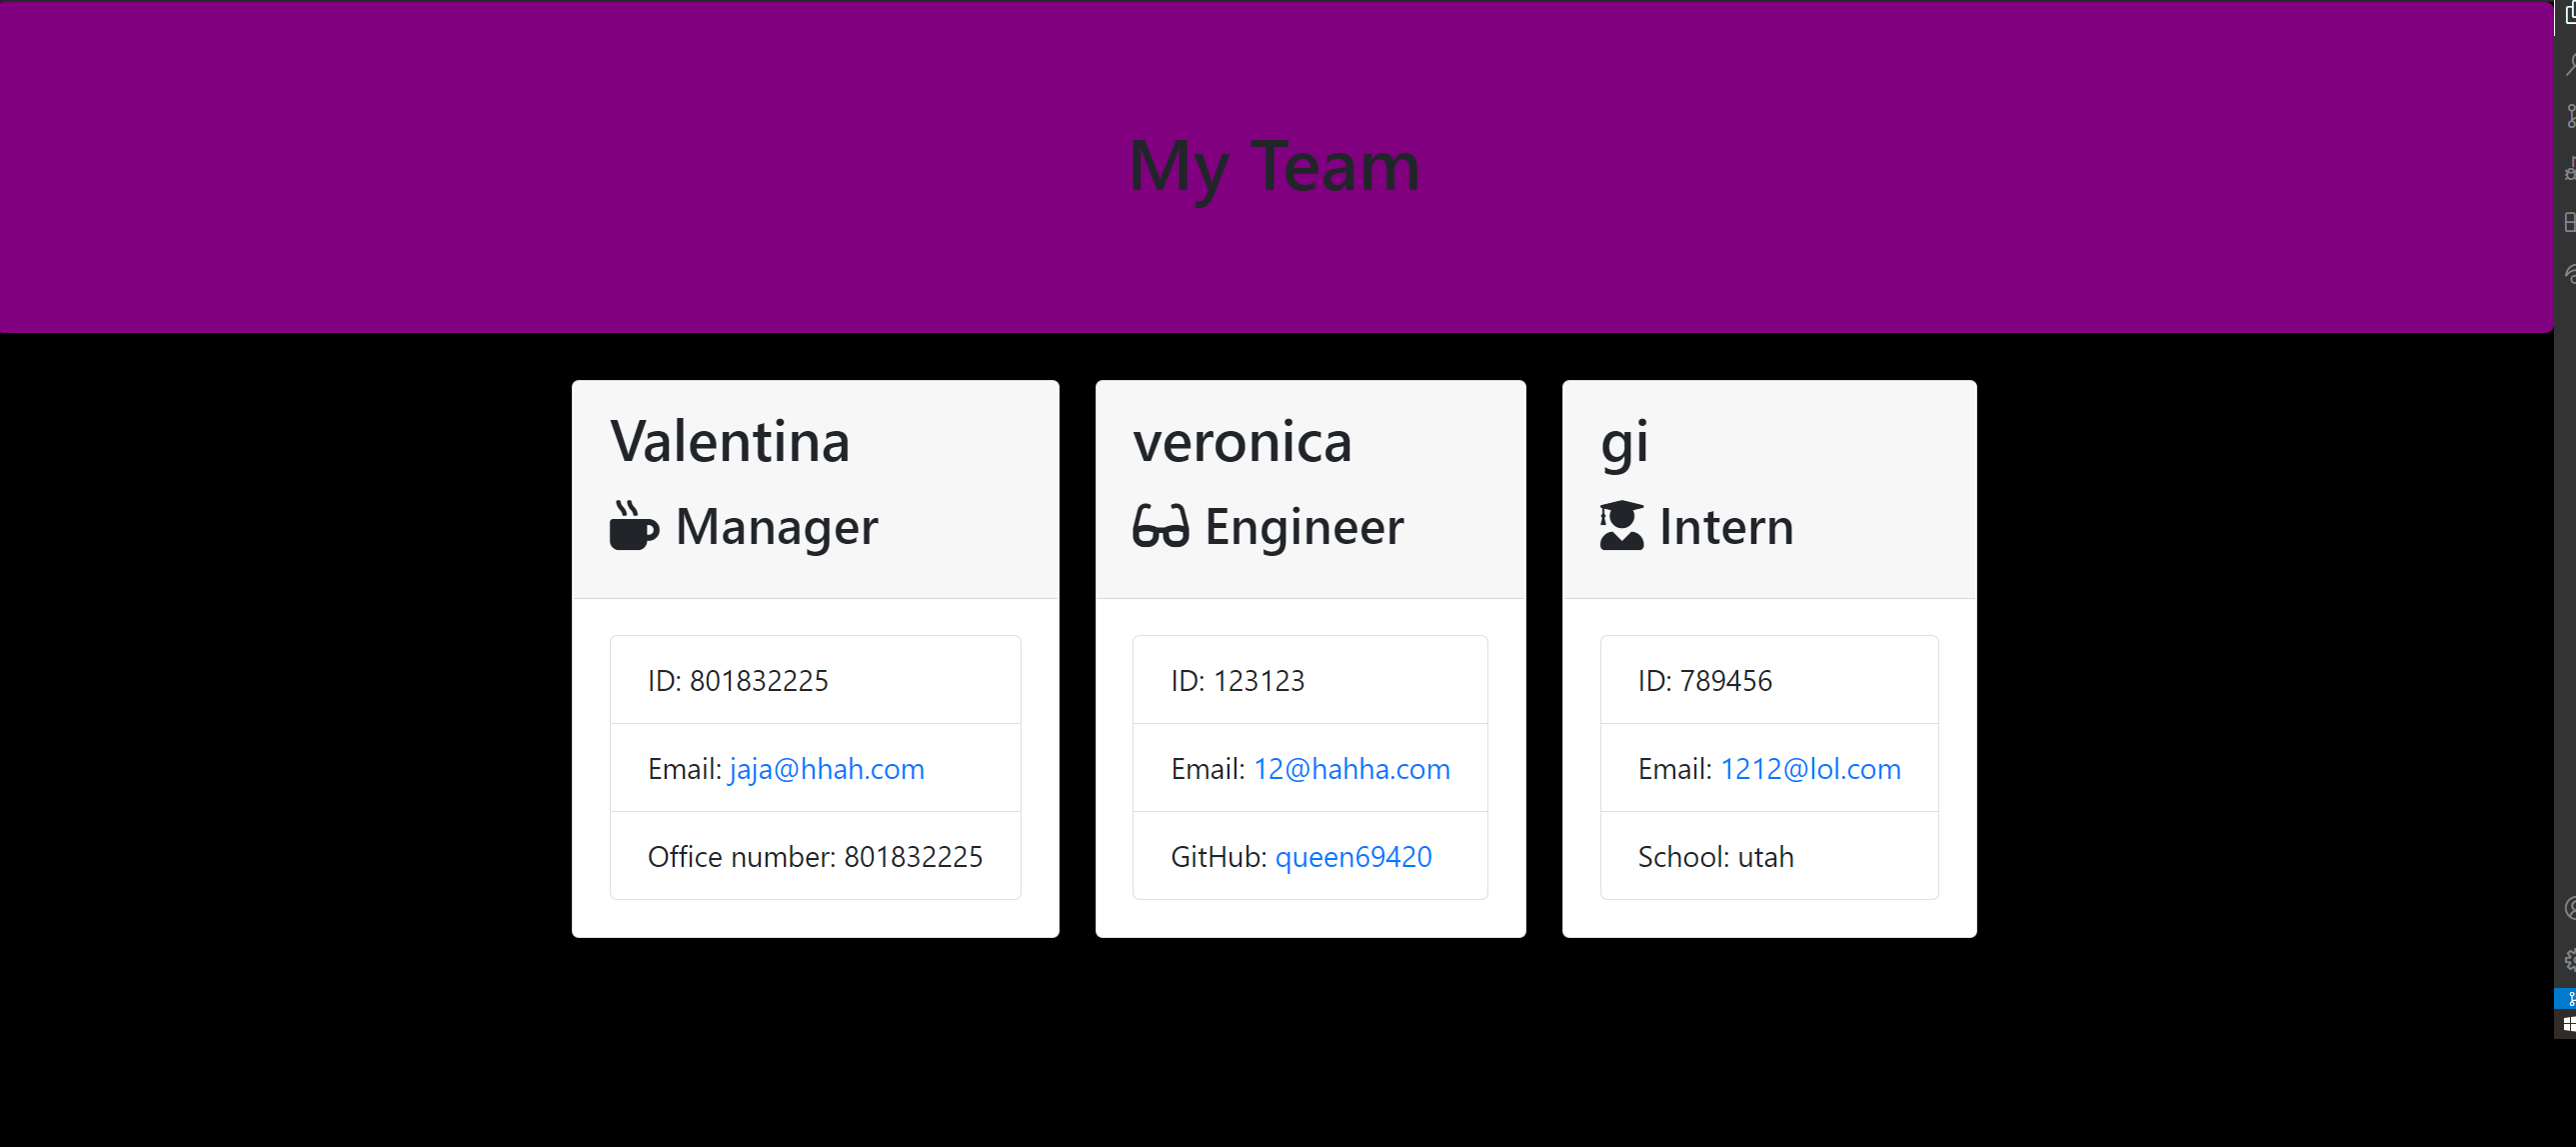 My Team
Valentina
Manager
ID: 801832225
Email: jaja@hhah.com
Office number: 801832225
veronica
Engineer
ID: 123123
Email: 12@hahha.com
GitHub: queen69420
gi
Intern
ID: 789456
Email: 1212@lol.com
School: utah